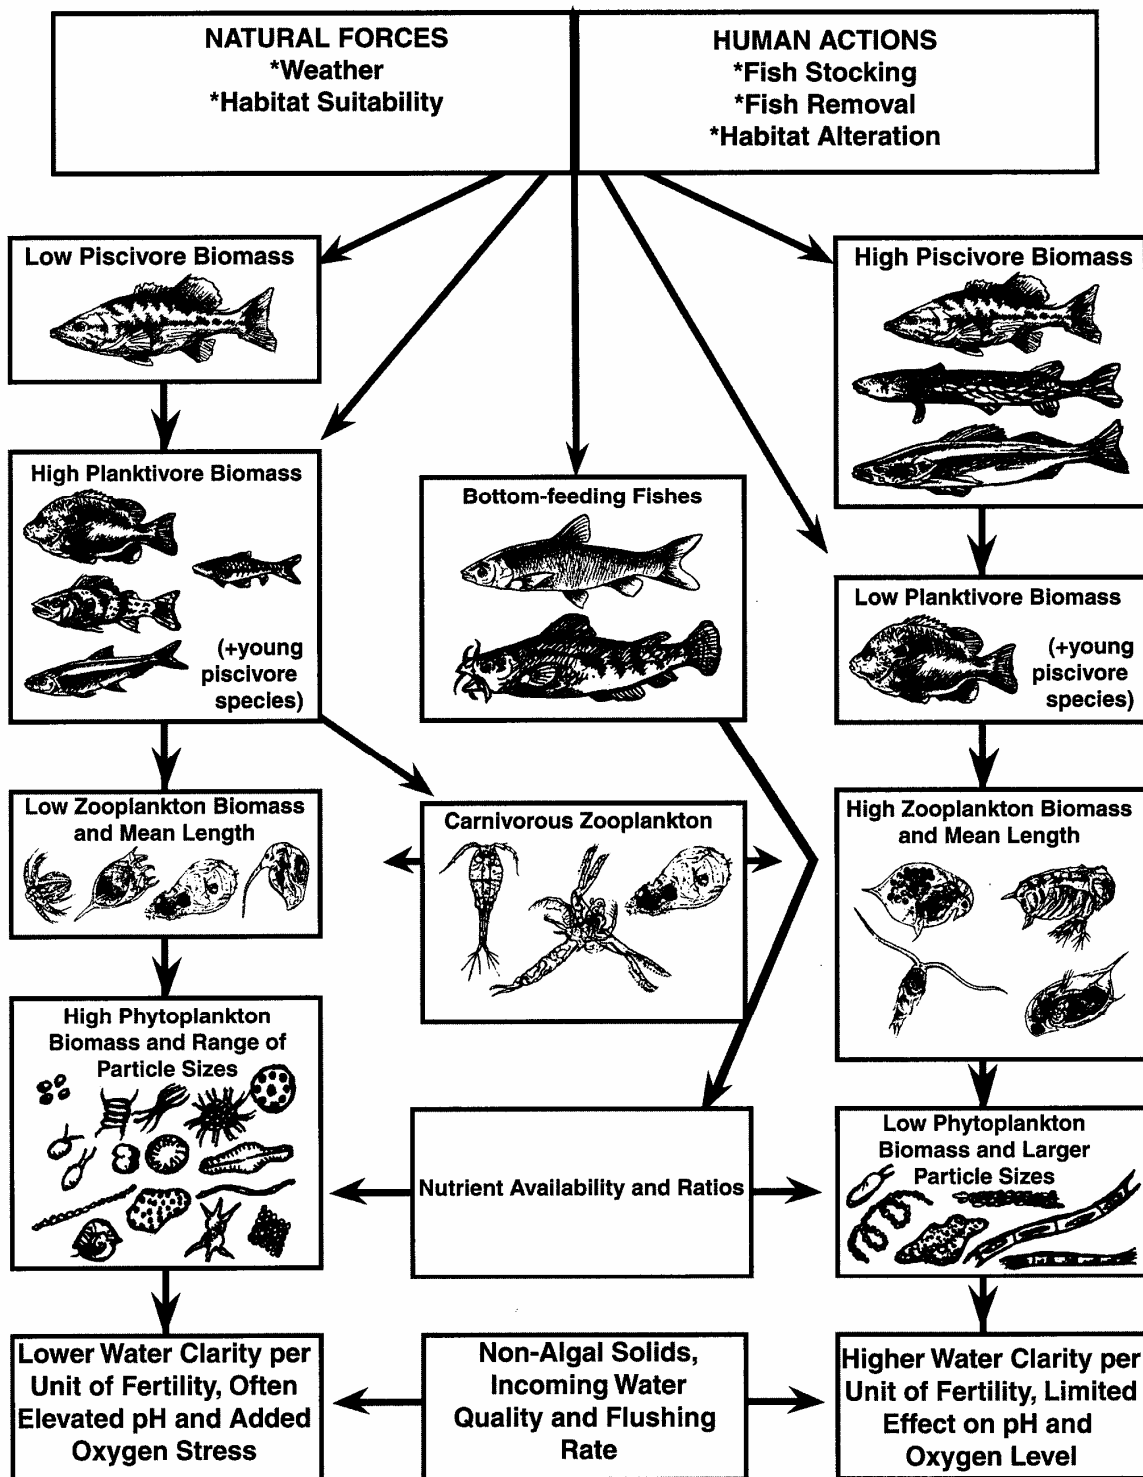 NATURAL FORCES
*Weather
*Habitat Suitability
HUMAN ACTIONS
*Fish Stocking
*Fish Removal
*Habitat Alteration
Low Piscivore Biomass
High Piscivore Biomass
High Planktivore Biomass
(+young
piscivore
species)
Bottom-feeding Fishes
Low Planktivore Biomass
(+young
piscivore
species)
Low Zooplankton Biomass
and Mean Length
Carnivorous Zooplankton
High Zooplankton Biomass
and Mean Length
High Phytoplankton
Biomass and Range of
Particle Sizes
Nutrient Availability and Ratios
Low Phytoplankton
Biomass and Larger
Particle Sizes
Lower Water Clarity per
Unit of Fertility, Often
Elevated pH and Added
Oxygen Stress
Non-Algal Solids,
Incoming Water
Quality and Flushing
Rate
Higher Water Clarity per
Unit of Fertility, Limited
Effect on pH and
Oxygen Level